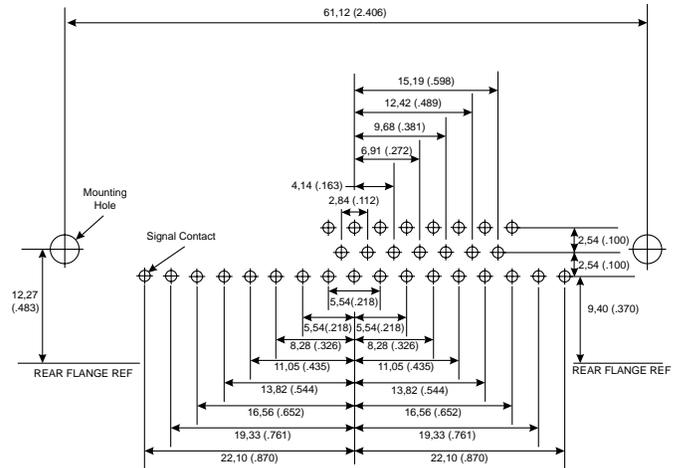 61,12 (2.406)
15,19 (.598)
12,42 (.489)
9,68 (.381)
6,91 (.272)
4,14 (.163)
2,84 (.112)
Mounting
Hole
Signal Contact
2,54 (.100)
2,54 (.100)
12,27
(.483)
9,40 (.370)
5,54(.218)
5,54(.218) 5,54(.218)
8,28 (.326) 8,28 (.326)
11,05 (.435) 11,05 (.435)
REAR FLANGE REF REAR FLANGE REF
13,82 (.544) 13,82 (.544)
16,56 (.652) 16,56 (.652)
19,33 (.761) 19,33 (.761)
22,10 (.870) 22,10 (.870)